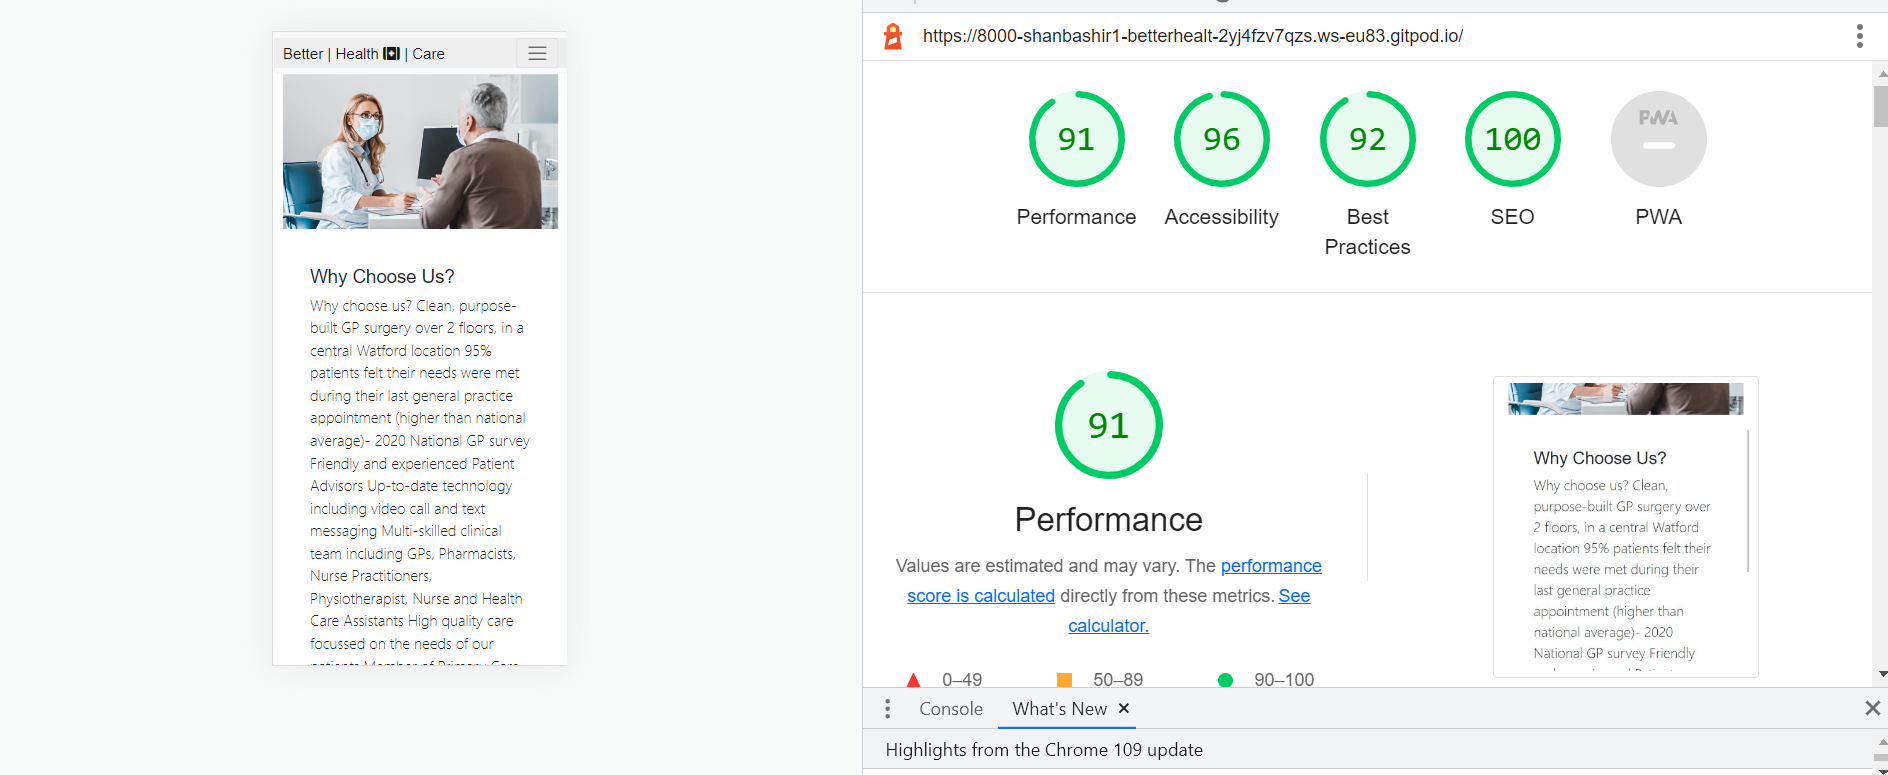 Better | Health | Care
Why Choose Us?
Why choose us? Clean, purpose-
built GP surgery over 2 floors, in a
central Watford location 95%
patients felt their needs were met
during their last general practice
appointment (higher than national
average)- 2020 National GP survey
Friendly and experienced Patient
Advisors Up-to-date technology
including video call and text
messaging Multi-skilled clinical
team including GPs, Pharmacists,
Nurse Practitioners,
Physiotherapist, Nurse and Health
Care Assistants High quality care
focussed on the needs of our
patients Member of Primary Care
https://8000-shanbashir1-betterhealt-2yj4fzv7qzs.ws-eu83.gitpod.io/
91
96
92
100
PWA
Performance
Accessibility
Best
Practices
SEO
PWA
91
Performance
Values are estimated and may vary. The performance
score is calculated directly from these metrics. See
calculator.
0–49
50–89
90–100
Why Choose Us?
Why choose us? Clean,
purpose-built GP surgery over
2 floors, in a central Watford
location 95% patients felt their
needs were met during their
last general practice
appointment (higher than
national average)- 2020
National GP survey Friendly
Console
What's New
Highlights from the Chrome 109 update